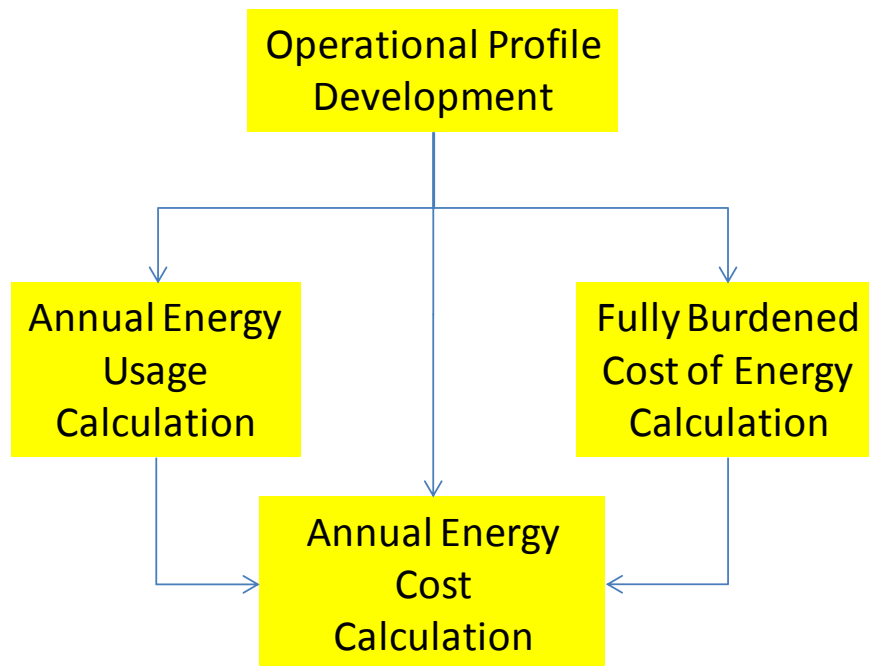 Operational Profile
Development
Annual Energy
Usage
Calculation
Fully Burdened
Cost of Energy
Calculation
Annual Energy
Cost
Calculation